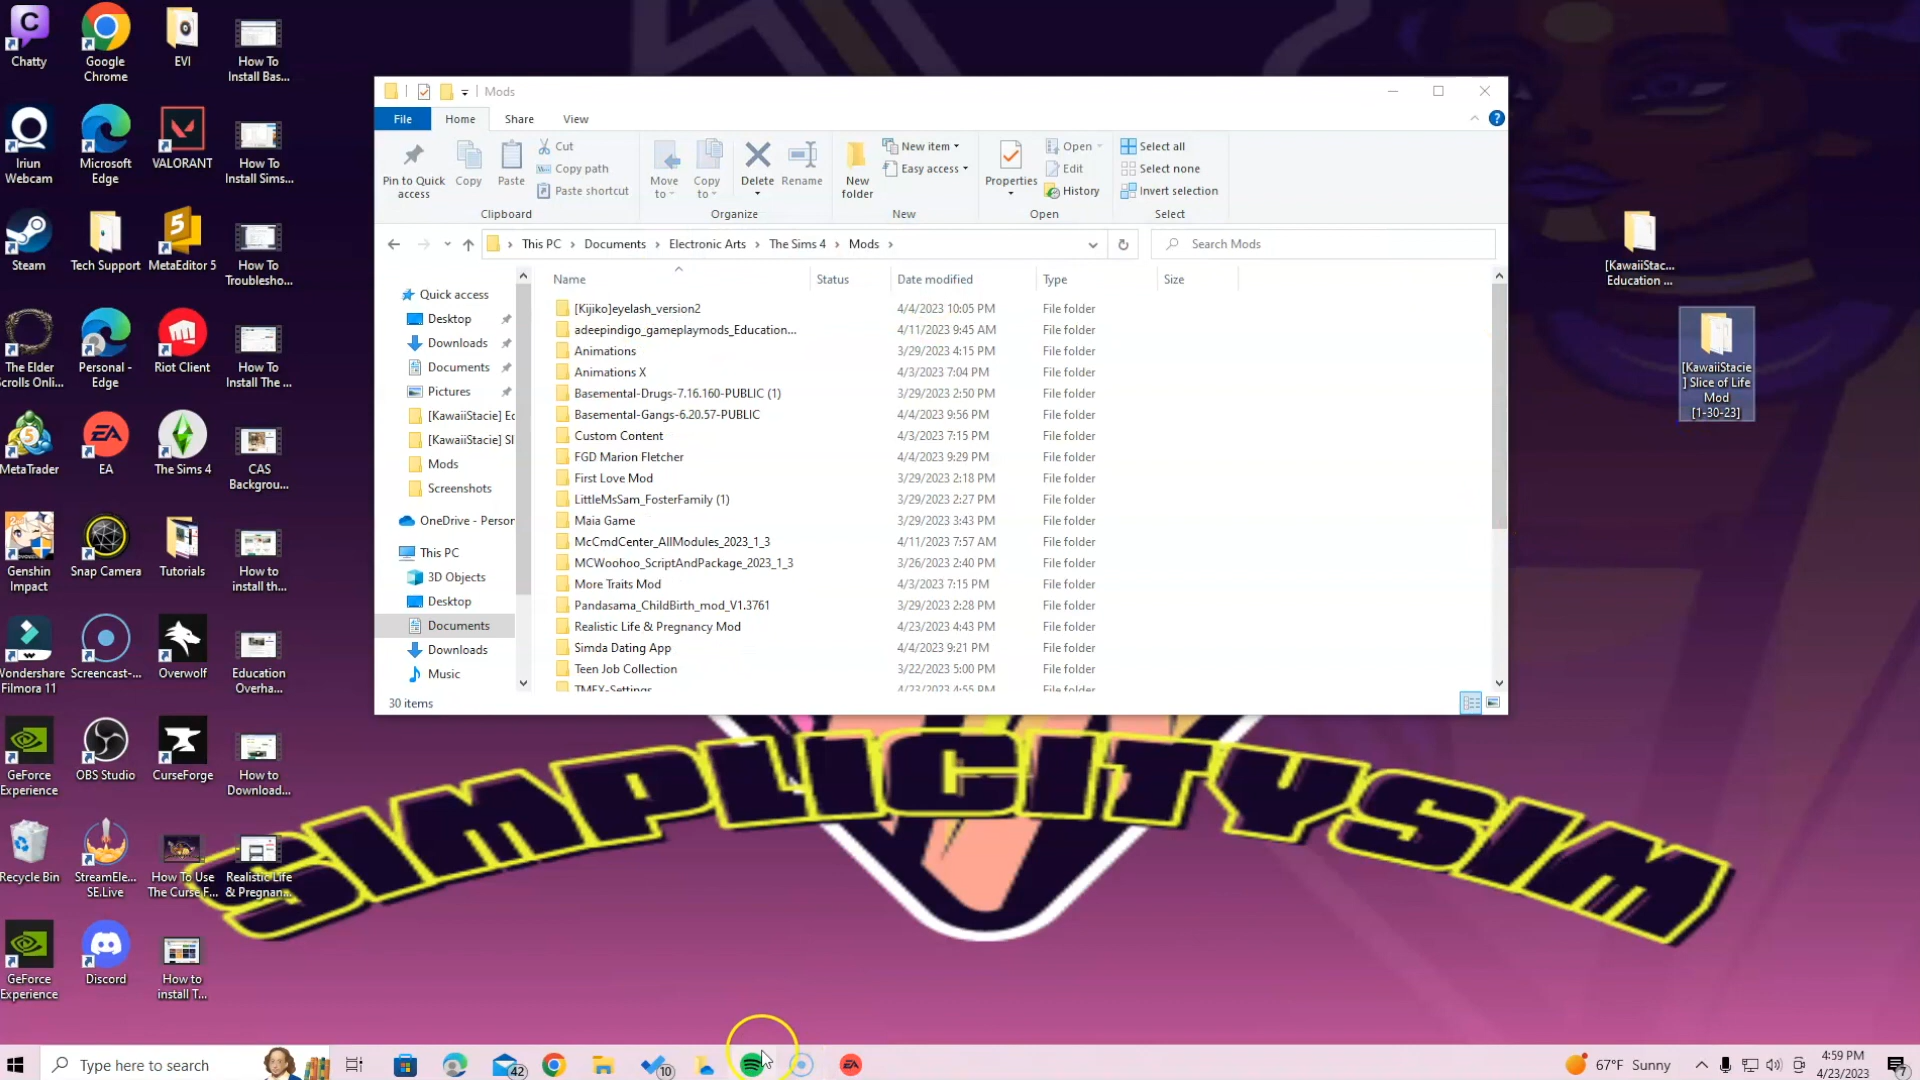 Chatty
Google
Chrome
EVI
How To
Install Bas...
Iriun
Webcam
Microsoft
Edge
VALORANT
How To
Install Sims...
Steam
Tech Support
MetaEditor 5
How To
Troublesho...
The Elder
Scrolls Onli...
Personal -
Edge
Riot Client
How To
Install The ...
MetaTrader
EA
The Sims 4
CAS
Backgrou...
Genshin
Impact
Snap Camera
Tutorials
How to
install th...
Wondershare
Filmora 11
Screencast-...
Overwolf
Education
Overha...
GeForce
Experience
OBS Studio
CurseForge
How to
Download...
Recycle Bin
StreamEle...
SE.Live
How To Use
The Curse F...
Realistic Life
& Pregnan...
GeForce
Experience
Discord
How to
install T...
Mods
File
Home
Share
View
Pin to Quick
access
Copy
Paste
Cut
Copy path
Paste shortcut
Clipboard
Move
to
Copy
to
Delete
Rename
Organize
New
folder
New item
Easy access
New
Properties
Open
Edit
History
Open
Select all
Select none
Invert selection
Select
This PC > Documents > Electronic Arts > The Sims 4 > Mods >
Search Mods
Name Status Date modified Type Size
Quick access
Desktop
Downloads
Documents
Pictures
[KawaiiStacie] Ec
[KawaiiStacie] Sl
Mods
Screenshots
OneDrive - Person
This PC
3D Objects
Desktop
Documents
Downloads
Music
[Kijiko]eyelash_version2 4/4/2023 10:05 PM File folder
adeepindigo_gameplaymods_Education... 4/11/2023 9:45 AM File folder
Animations 3/29/2023 4:15 PM File folder
Animations X 4/3/2023 7:04 PM File folder
Basemental-Drugs-7.16.160-PUBLIC (1) 3/29/2023 2:50 PM File folder
Basemental-Gangs-6.20.57-PUBLIC 4/4/2023 9:56 PM File folder
Custom Content 4/3/2023 7:15 PM File folder
FGD Marion Fletcher 4/4/2023 9:29 PM File folder
First Love Mod 3/29/2023 2:18 PM File folder
LittleMsSam_FosterFamily (1) 3/29/2023 2:27 PM File folder
Maia Game 3/29/2023 3:43 PM File folder
McCmdCenter_AllModules_2023_1_3 4/11/2023 7:57 AM File folder
MCWoohoo_ScriptAndPackage_2023_1_3 3/26/2023 2:40 PM File folder
More Traits Mod 4/3/2023 7:15 PM File folder
Pandasama_ChildBirth_mod_V1.3761 3/29/2023 2:28 PM File folder
Realistic Life & Pregnancy Mod 4/23/2023 4:43 PM File folder
Simda Dating App 4/4/2023 9:21 PM File folder
Teen Job Collection 3/22/2023 5:00 PM File folder
TMEX-Settings 4/23/2023 4:55 PM File folder
30 items
[KawaiiStac...
Education ...
[KawaiiStacie
] Slice of Life
Mod
[1-30-23]
SIMPLICITYSIM
Type here to search
42
10
EA
67°F Sunny
4:59 PM
4/23/2023
7